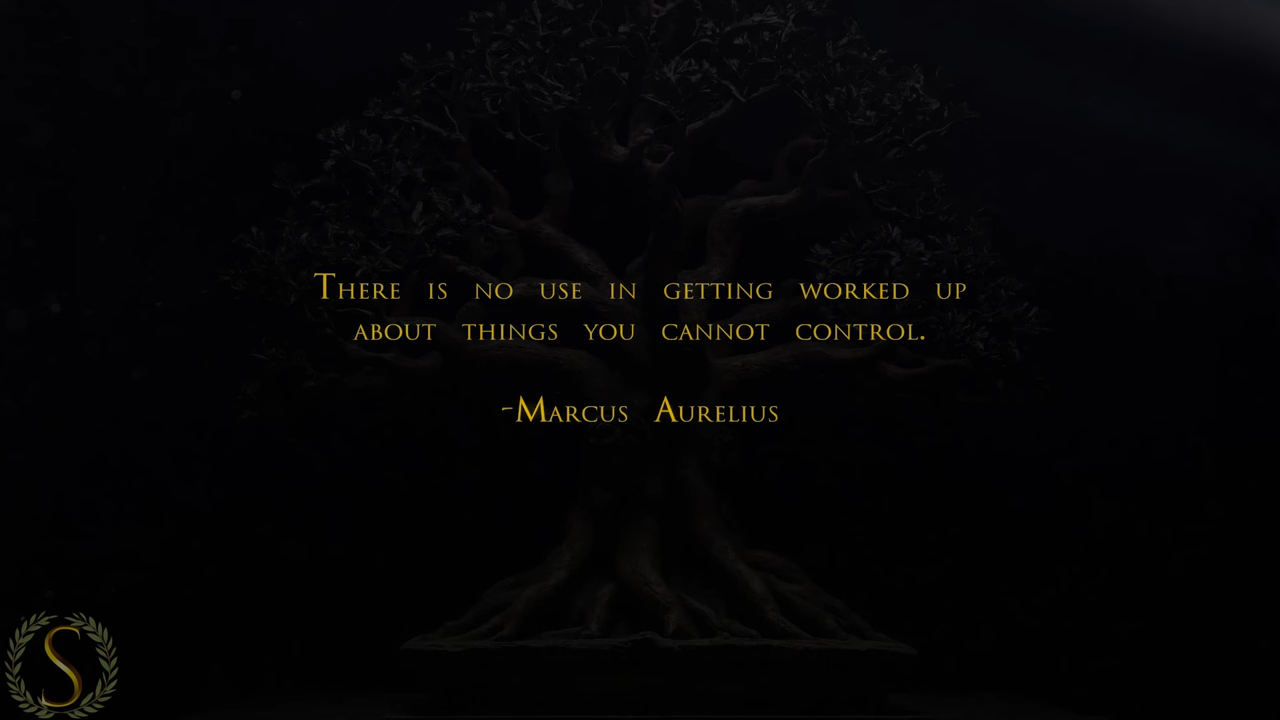 There is no use in getting worked up
about things you cannot control.
-Marcus Aurelius
S